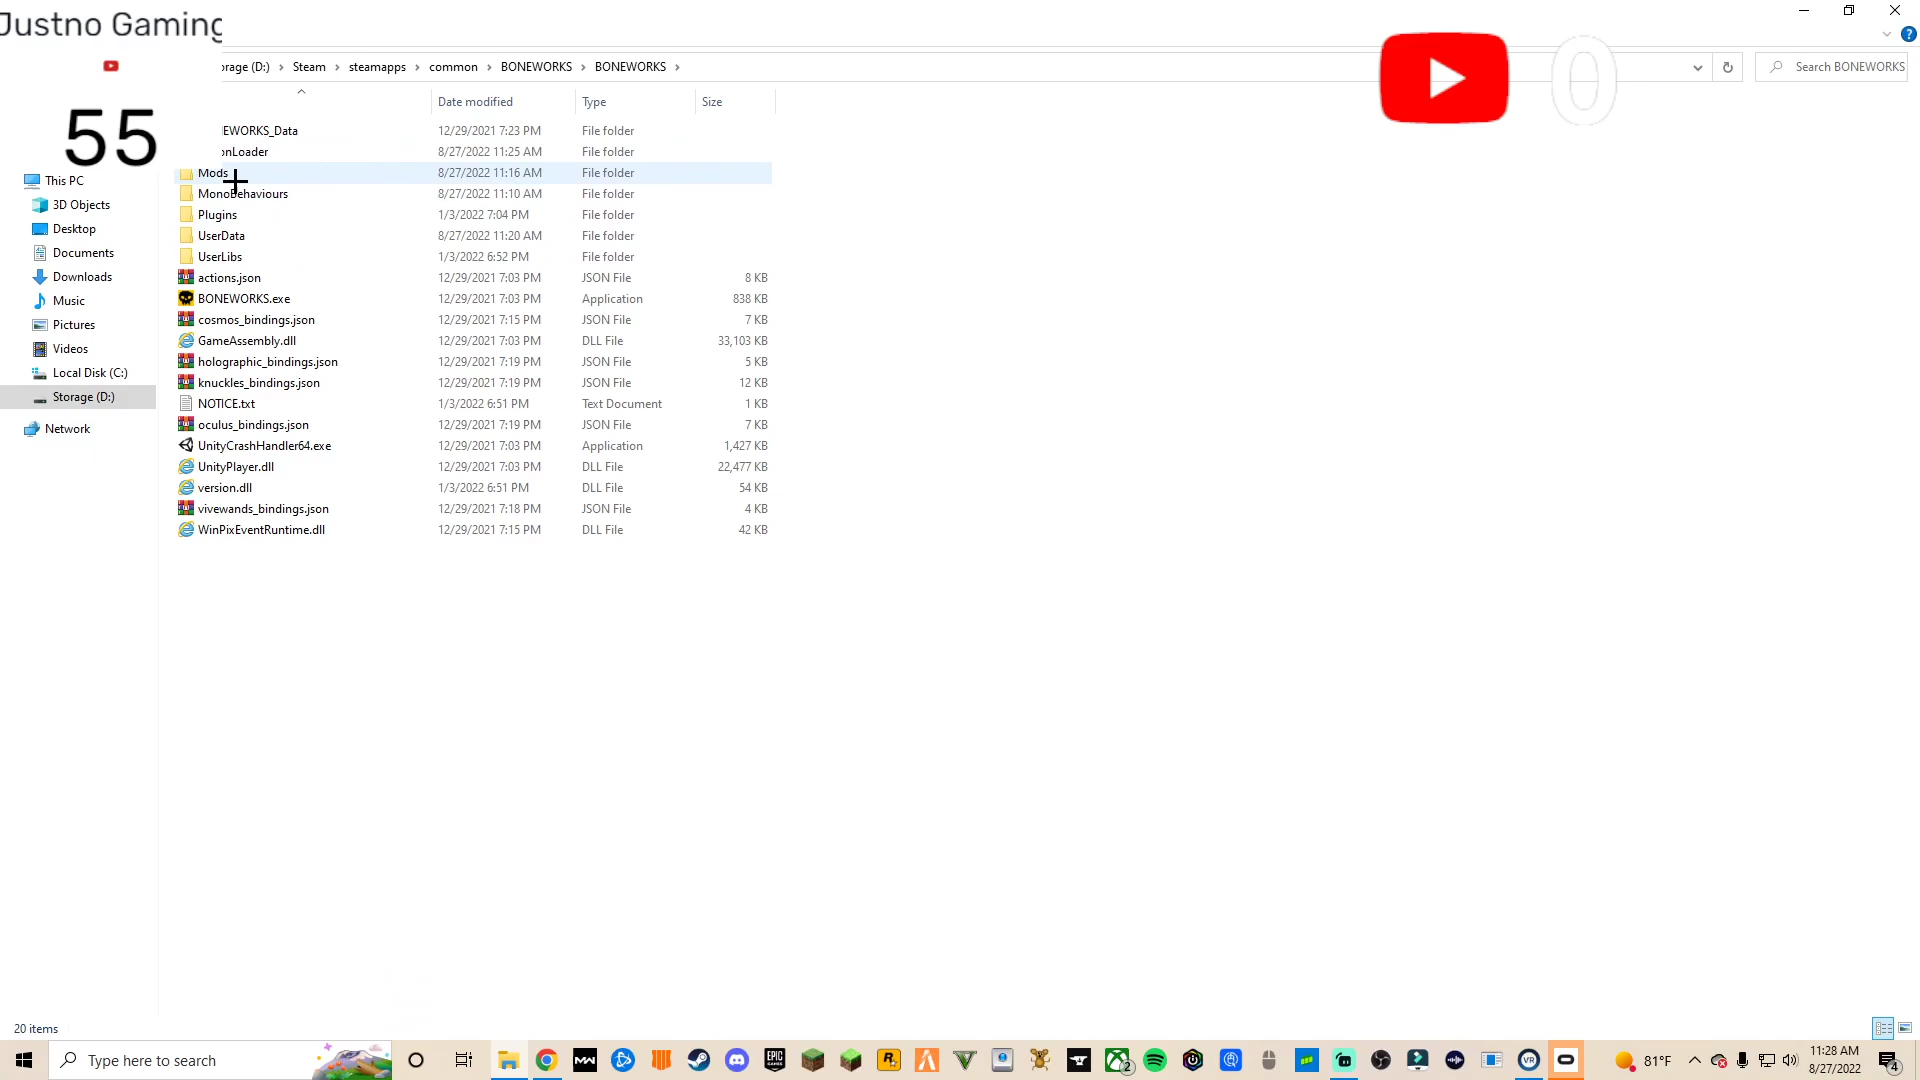 Justno Gaming
55
0
orage (D:) > Steam > steamapps > common > BONEWORKS > BONEWORKS >
Search BONEWORKS
Date modified Type Size
EWORKS_Data 12/29/2021 7:23 PM File folder
onLoader 8/27/2022 11:25 AM File folder
Mods 8/27/2022 11:16 AM File folder
MonoBehaviours 8/27/2022 11:10 AM File folder
Plugins 1/3/2022 7:04 PM File folder
UserData 8/27/2022 11:20 AM File folder
UserLibs 1/3/2022 6:52 PM File folder
actions.json 12/29/2021 7:03 PM JSON File 8 KB
BONEWORKS.exe 12/29/2021 7:03 PM Application 838 KB
cosmos_bindings.json 12/29/2021 7:15 PM JSON File 7 KB
GameAssembly.dll 12/29/2021 7:03 PM DLL File 33,103 KB
holographic_bindings.json 12/29/2021 7:19 PM JSON File 5 KB
knuckles_bindings.json 12/29/2021 7:19 PM JSON File 12 KB
NOTICE.txt 1/3/2022 6:51 PM Text Document 1 KB
oculus_bindings.json 12/29/2021 7:19 PM JSON File 7 KB
UnityCrashHandler64.exe 12/29/2021 7:03 PM Application 1,427 KB
UnityPlayer.dll 12/29/2021 7:03 PM DLL File 22,477 KB
version.dll 1/3/2022 6:51 PM DLL File 54 KB
vivewands_bindings.json 12/29/2021 7:18 PM JSON File 4 KB
WinPixEventRuntime.dll 12/29/2021 7:15 PM DLL File 42 KB
This PC
3D Objects
Desktop
Documents
Downloads
Music
Pictures
Videos
Local Disk (C:)
Storage (D:)
Network
20 items
Type here to search
EPIC GAMES
81°F
11:28 AM
8/27/2022
4